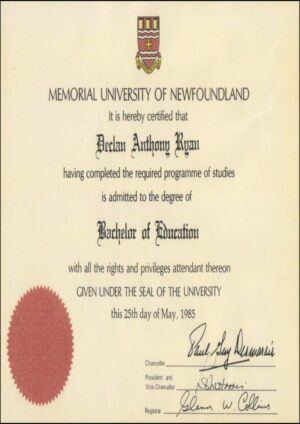 MEMORIAL UNIVERSITY OF NEWFOUNDLAND
It is hereby certified that
Declan Anthony Ryan
having completed the required programme of studies
is admitted to the degree of
Bachelor of Education
with all the rights and privileges attendant thereon
GIVEN UNDER THE SEAL OF THE UNIVERSITY
this 25th day of May, 1985
Paul Guy Desmarais
Chancellor
President and
Vice-Chancellor
Registrar Glenn W. Collins